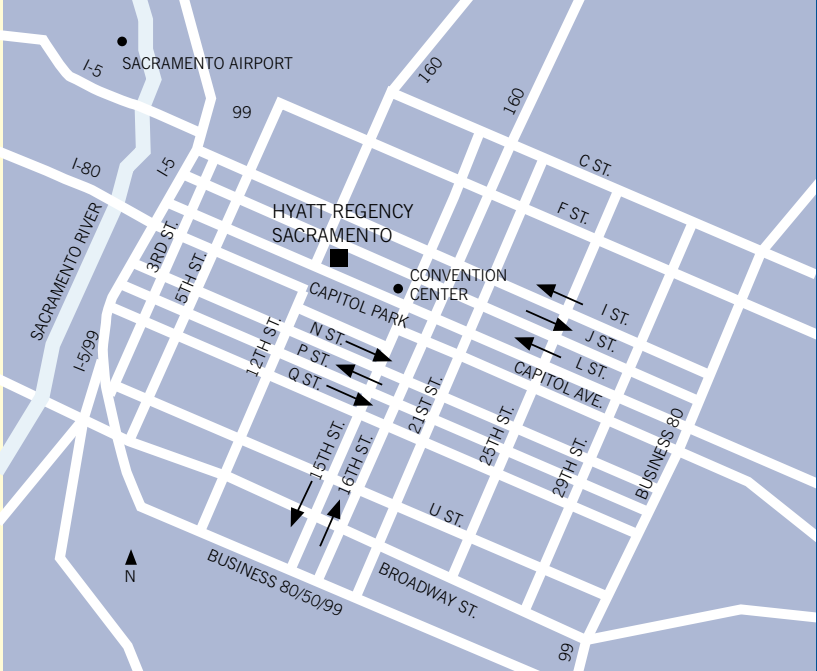 160
SACRAMENTO AIRPORT
I-5
160
99
C ST.
I-80
I-5
F ST.
HYATT REGENCY
SACRAMENTO
SACRAMENTO RIVER
3RD ST.
5TH ST.
CONVENTION
CENTER
CAPITOL PARK
I ST.
J ST.
N ST.
L ST.
P ST.
CAPITOL AVE.
Q ST.
I-5/99
12TH ST.
21ST ST.
25TH ST.
29TH ST.
BUSINESS 80
15TH ST.
16TH ST.
U ST.
N
BUSINESS 80/50/99
BROADWAY ST.
99